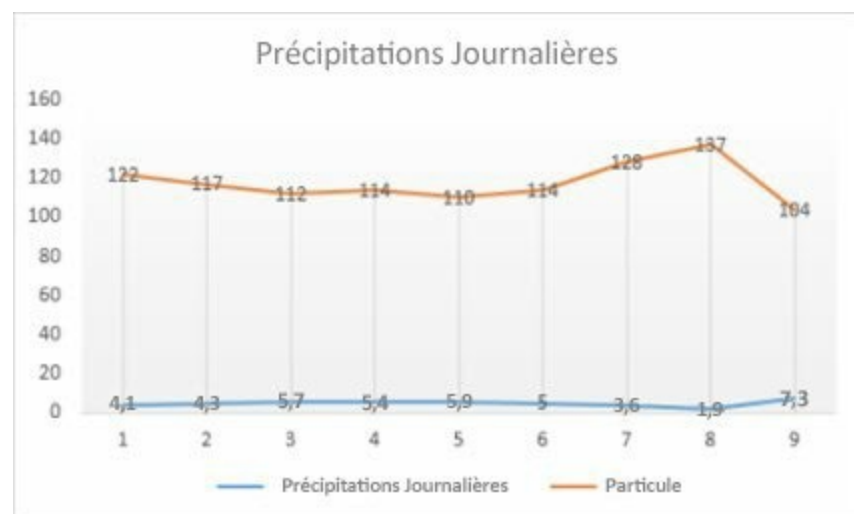 Précipitations Journalières
160
140
120
100
80
60
40
20
0
122 117 112 114 110 114 128 137 104
4,1 4,3 5,7 5,4 5,9 5 3,6 1,9 7,3
1 2 3 4 5 6 7 8 9
Précipitations Journalières Particule